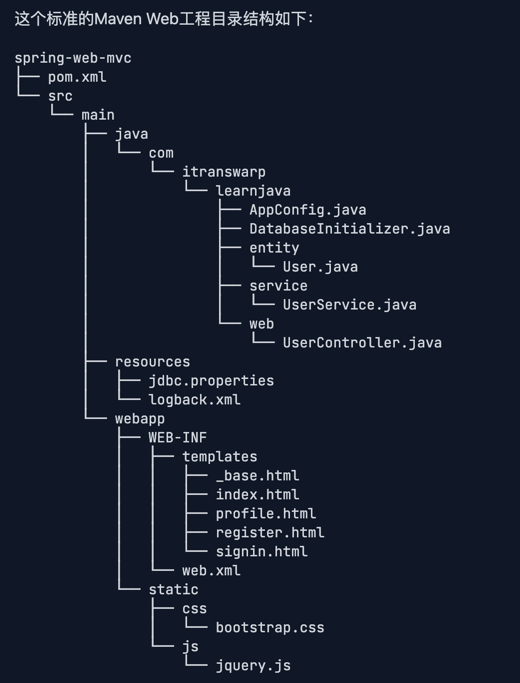 这个标准的Maven Web工程目录结构如下：
spring-web-mvc
├── pom.xml
└── src
    └── main
        ├── java
        │   └── com
        │       └── itranswarp
        │           └── learnjava
        │               ├── AppConfig.java
        │               ├── DatabaseInitializer.java
        │               ├── entity
        │               │   └── User.java
        │               ├── service
        │               │   └── UserService.java
        │               └── web
        │                   └── UserController.java
        ├── resources
        │   ├── jdbc.properties
        │   └── logback.xml
        └── webapp
            ├── WEB-INF
            │   ├── templates
            │   │   ├── _base.html
            │   │   ├── index.html
            │   │   ├── profile.html
            │   │   ├── register.html
            │   │   └── signin.html
            │   └── web.xml
            └── static
                ├── css
                │   └── bootstrap.css
                └── js
                    └── jquery.js